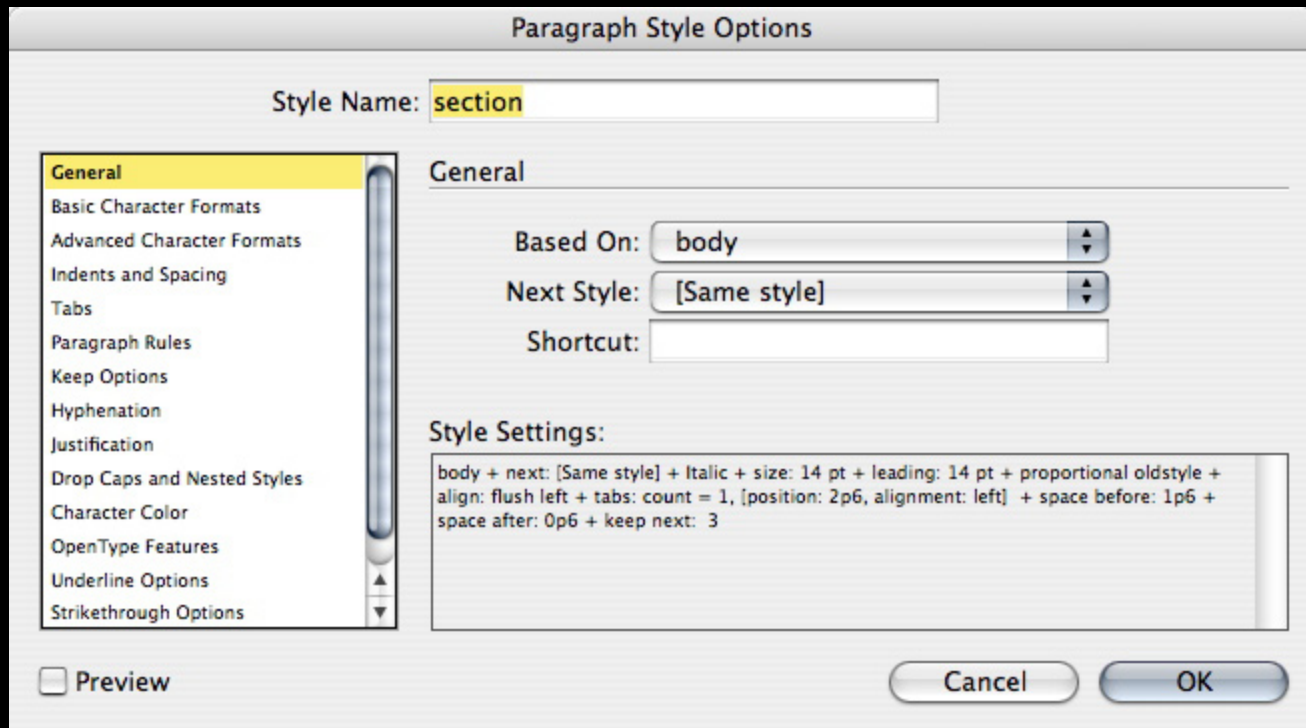 Paragraph Style Options
Style Name: section
General
Basic Character Formats
Advanced Character Formats
Indents and Spacing
Tabs
Paragraph Rules
Keep Options
Hyphenation
Justification
Drop Caps and Nested Styles
Character Color
OpenType Features
Underline Options
Strikethrough Options
General
Based On: body
Next Style: [Same style]
Shortcut:
Style Settings:
body + next: [Same style] + Italic + size: 14 pt + leading: 14 pt + proportional oldstyle +
align: flush left + tabs: count = 1, [position: 2p6, alignment: left] + space before: 1p6 +
space after: 0p6 + keep next: 3
Preview
Cancel
OK